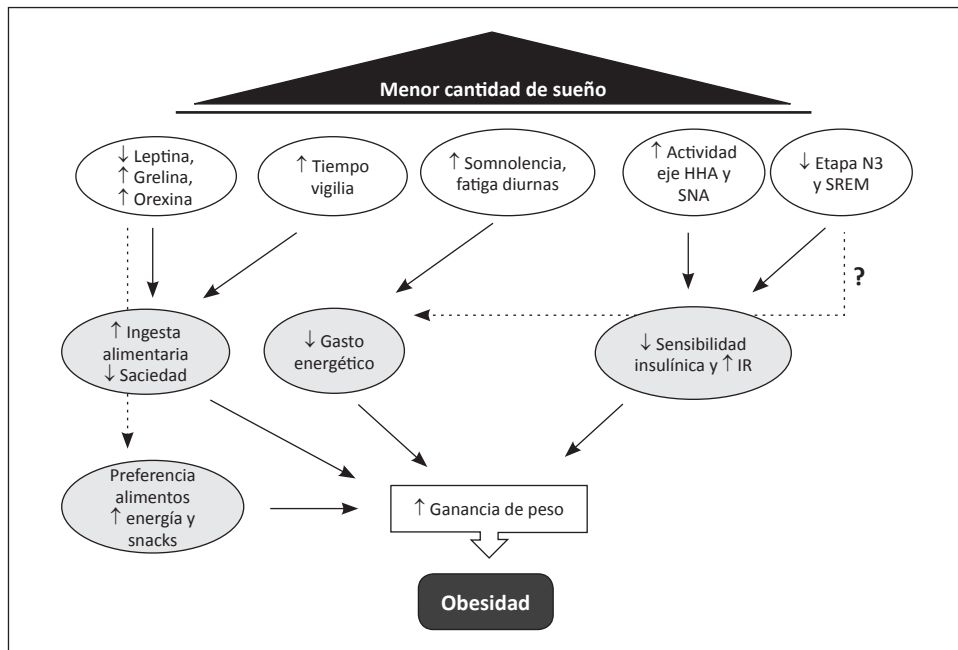 Menor cantidad de sueño
↓ Leptina,
↑ Grelina,
↑ Orexina
↑ Tiempo
vigilia
↑ Somnolencia,
fatiga diurnas
↑ Actividad
eje HHA y
SNA
↓ Etapa N3
y SREM
?
↑ Ingesta
alimentaria
↓ Saciedad
↓ Gasto
energético
↓ Sensibilidad
insulínica y ↑ IR
Preferencia
alimentos
↑ energía y
snacks
↑ Ganancia de peso
Obesidad